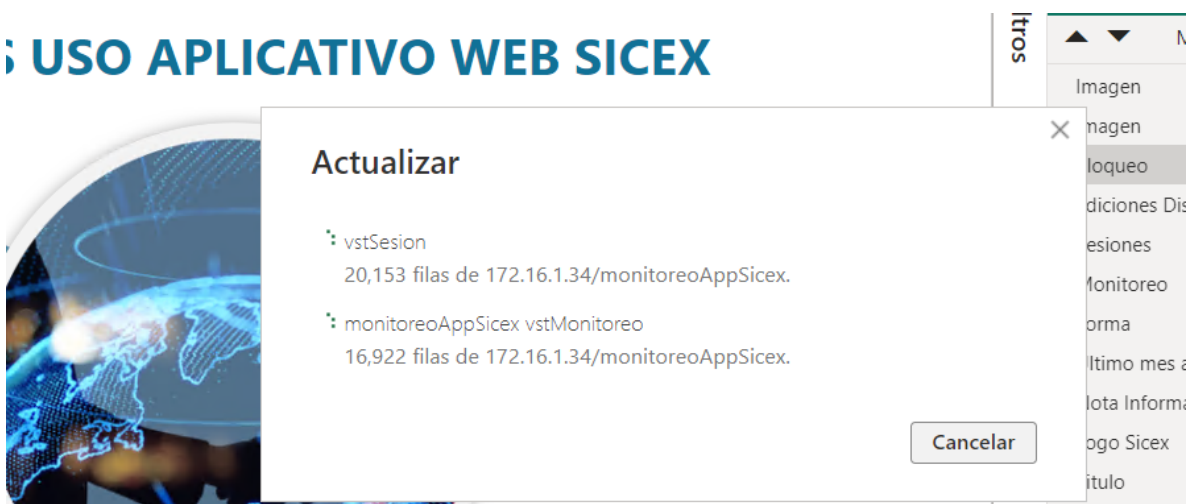 USO APLICATIVO WEB SICEX
ltros
Imagen
magen
loqueo
diciones Dis
esiones
Monitoreo
orma
ltimo mes a
lota Informa
ogo Sicex
itulo
Actualizar
vstSesion
20,153 filas de 172.16.1.34/monitoreoAppSicex.
monitoreoAppSicex vstMonitoreo
16,922 filas de 172.16.1.34/monitoreoAppSicex.
Cancelar